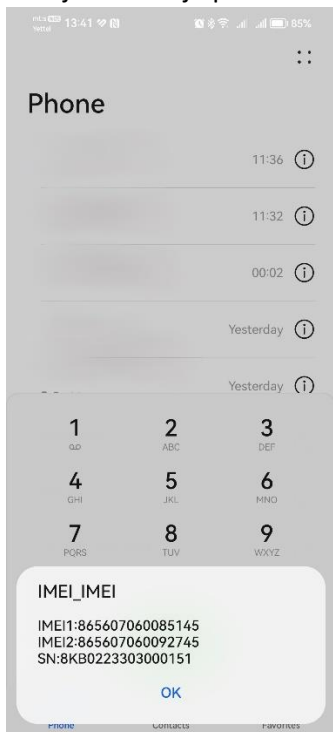 mts
Yettel
13:41
85%
Phone
11:36
11:32
00:02
Yesterday
Yesterday
1
2
3
ABC
DEF
4
5
6
GHI
JKL
MNO
7
8
9
PQRS
TUV
WXYZ
IMEI_IMEI
IMEI1:865607060085145
IMEI2:865607060092745
SN:8KB0223303000151
OK
Phone
Contacts
Favorites